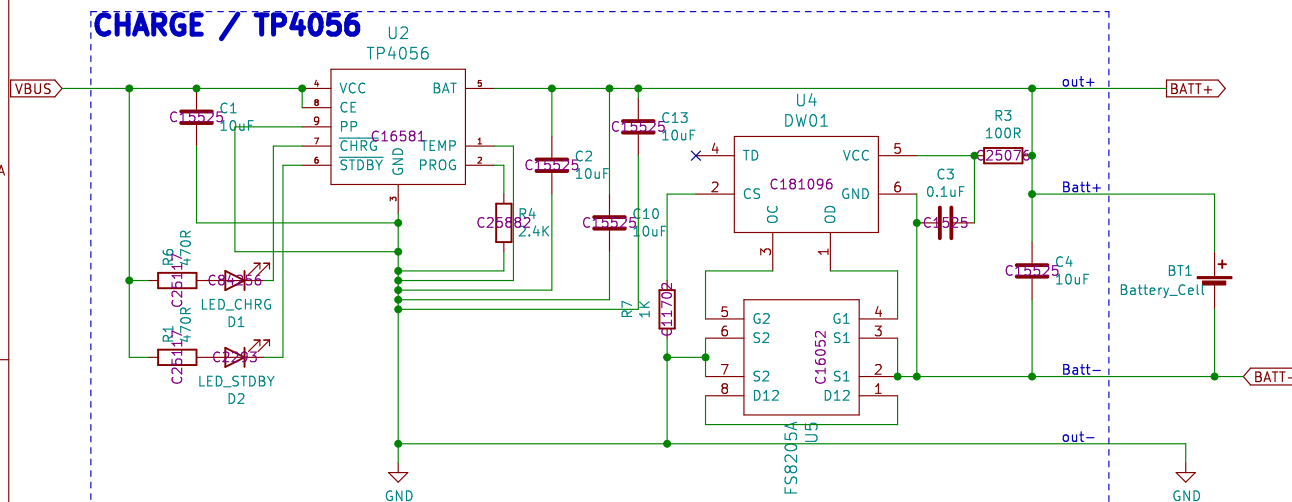 CHARGE / TP4056
U2
TP4056
VBUS
4
VCC
BAT
5
8
CE
9
PP
7
CHRG
TEMP
1
6
STDBY
PROG
2
GND
3
C16581
C1
10uF
C15525
R6
470R
C25117
C84256
LED_CHRG
D1
R1
470R
C25117
C2293
LED_STDBY
D2
R4
2.4K
C25882
C2
10uF
C15525
C13
10uF
C15525
C10
10uF
C15525
U4
DW01
4
TD
VCC
5
2
CS
GND
6
OC
OD
3
1
C181096
R3
100R
C25076
C3
0.1uF
C1525
R7
1K
C11702
5
G2
G1
4
6
S2
S1
3
7
S2
S1
2
8
D12
D12
1
C16052
FS8205A
U5
C4
10uF
C15525
BT1
Battery_Cell
+
out+
BATT+
Batt+
Batt-
BATT-
out-
GND
GND
A